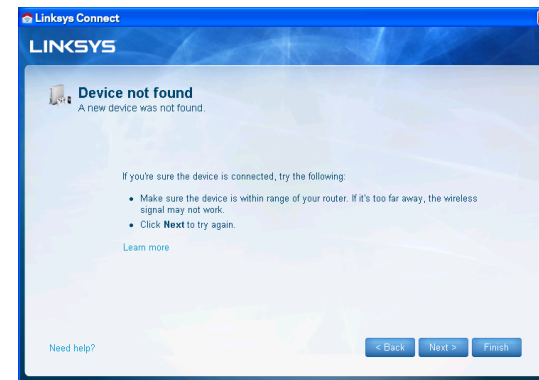 Linksys Connect
LINKSYS
Device not found
A new device was not found.
If you're sure the device is connected, try the following:
• Make sure the device is within range of your router. If it's too far away, the wireless
signal may not work.
• Click Next to try again.
Learn more
Need help?
< Back Next > Finish